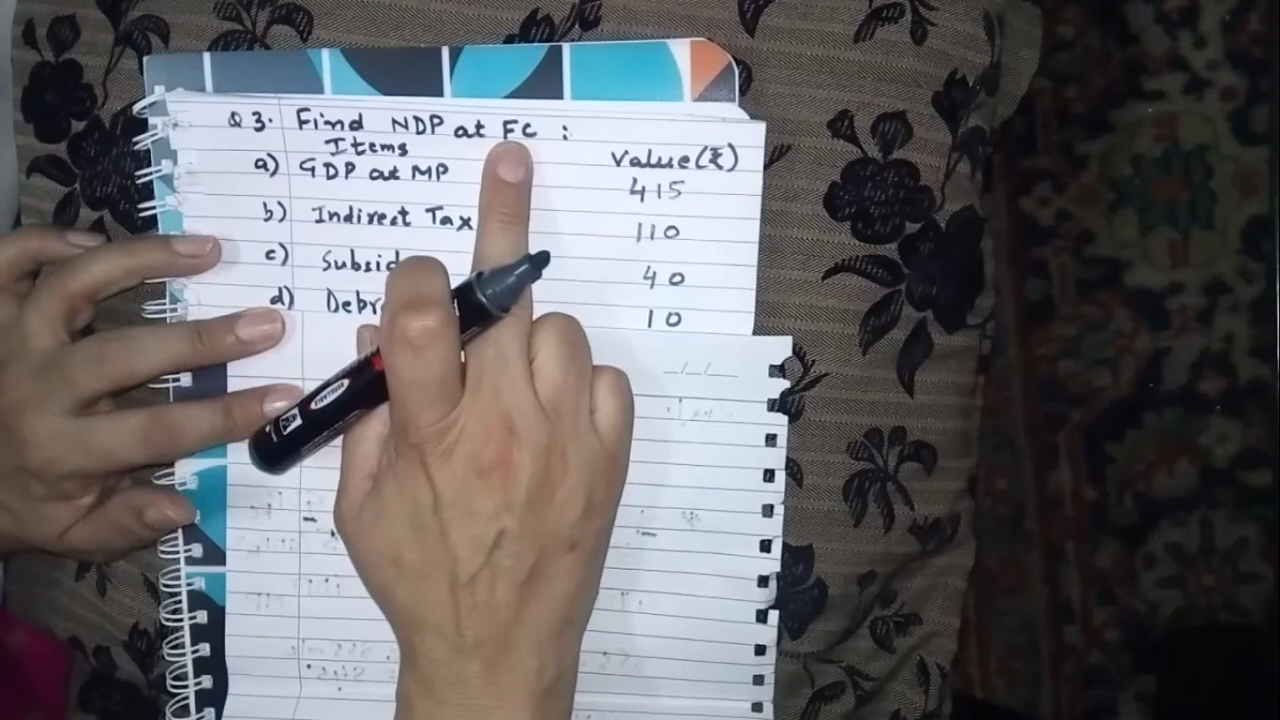 Q3. Find NDP at FC :
Items Value(₹)
a) GDP at MP 415
b) Indirect Tax 110
c) 40
d) 10